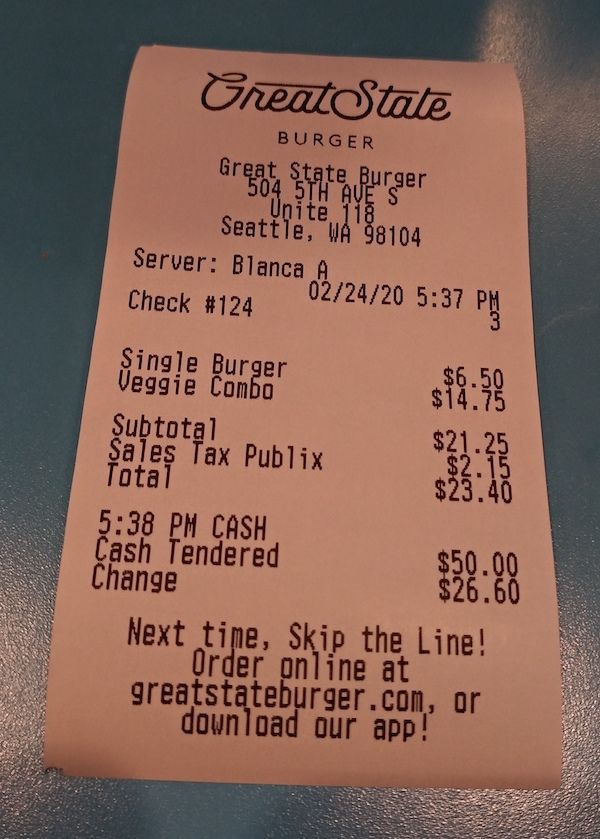 Great State
BURGER
Great State Burger
504 5TH AVE S
Unite 118
Seattle, WA 98104
Server: Blanca A
02/24/20 5:37 PM
Check #124
3
Single Burger $6.50
Veggie Combo $14.75
Subtotal $21.25
Sales Tax Publix $2.15
Total $23.40
5:38 PM CASH
Cash Tendered $50.00
Change $26.60
Next time, Skip the Line!
Order online at
greatstateburger.com, or
download our app!